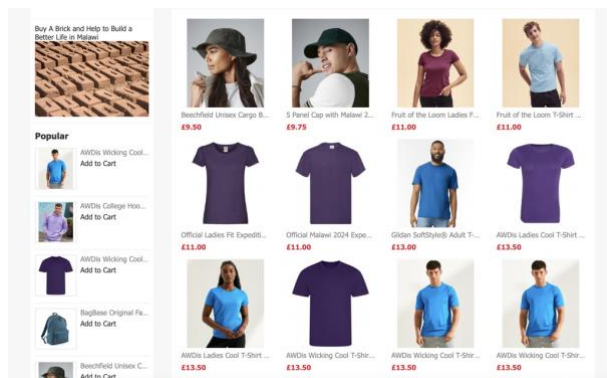 Buy A Brick and Help to Build a
Better Life in Malawi
Popular
AWDis Wicking Cool...
Add to Cart
AWDis College Hoo...
Add to Cart
AWDis Wicking Cool...
Add to Cart
BagBase Original Fa...
Add to Cart
Beechfield Unisex C...
Add to Cart
Beechfield Unisex Cargo B...
£9.50
5 Panel Cap with Malawi 2...
£9.75
Fruit of the Loom Ladies F...
£11.00
Fruit of the Loom T-Shirt ...
£11.00
Official Ladies Fit Expediti...
£11.00
Official Malawi 2024 Expe...
£11.00
Gildan SoftStyle® Adult T-...
£13.00
AWDis Ladies Cool T-Shirt ...
£13.50
AWDis Ladies Cool T-Shirt ...
£13.50
AWDis Wicking Cool T-Shir...
£13.50
AWDis Wicking Cool T-Shir...
£13.50
AWDis Wicking Cool T-Shir...
£13.50